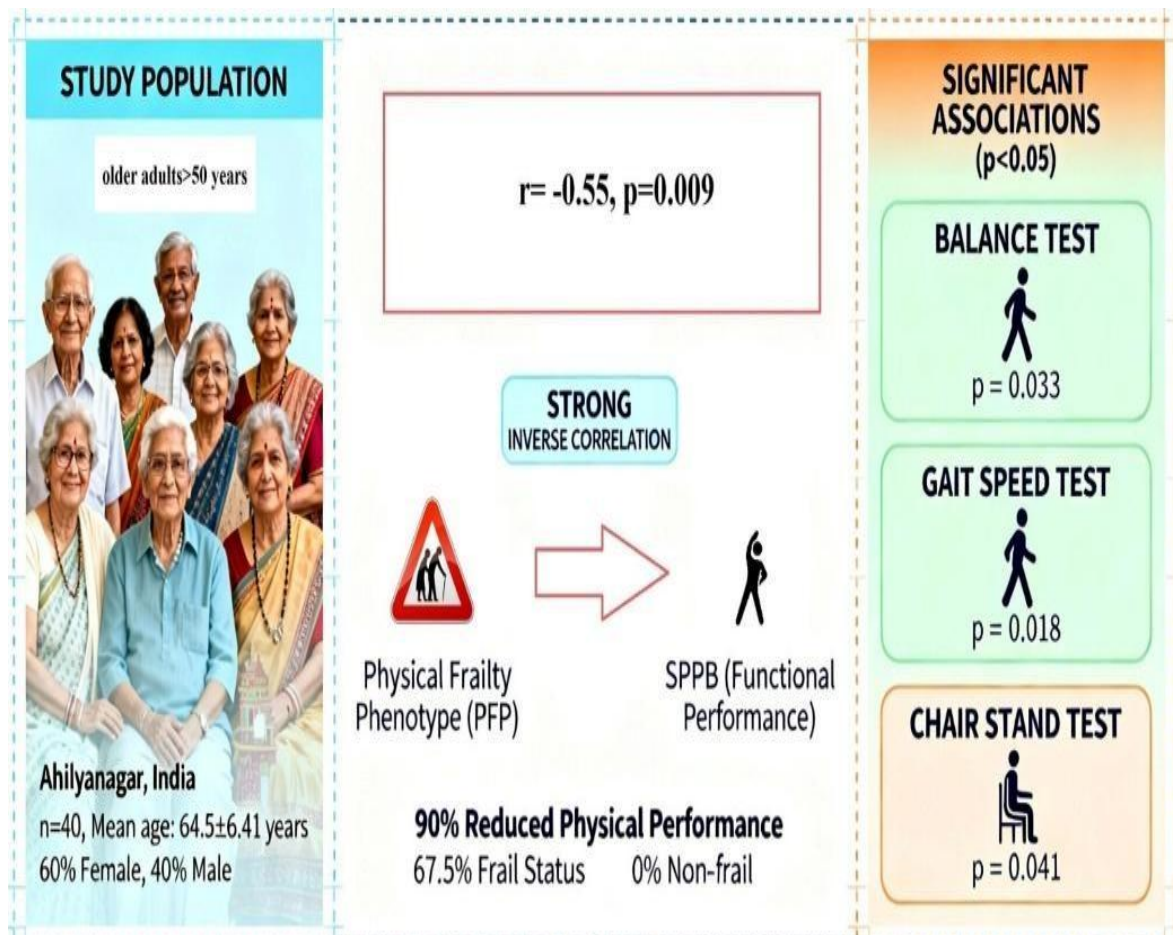 STUDY POPULATION
older adults>50 years
Ahilyanagar, India
n=40, Mean age: 64.5±6.41 years
60% Female, 40% Male
r= -0.55, p=0.009
STRONG
INVERSE CORRELATION
Physical Frailty
Phenotype (PFP)
SPPB (Functional
Performance)
90% Reduced Physical Performance
67.5% Frail Status 0% Non-frail
SIGNIFICANT
ASSOCIATIONS
(p<0.05)
BALANCE TEST
p = 0.033
GAIT SPEED TEST
p = 0.018
CHAIR STAND TEST
p = 0.041